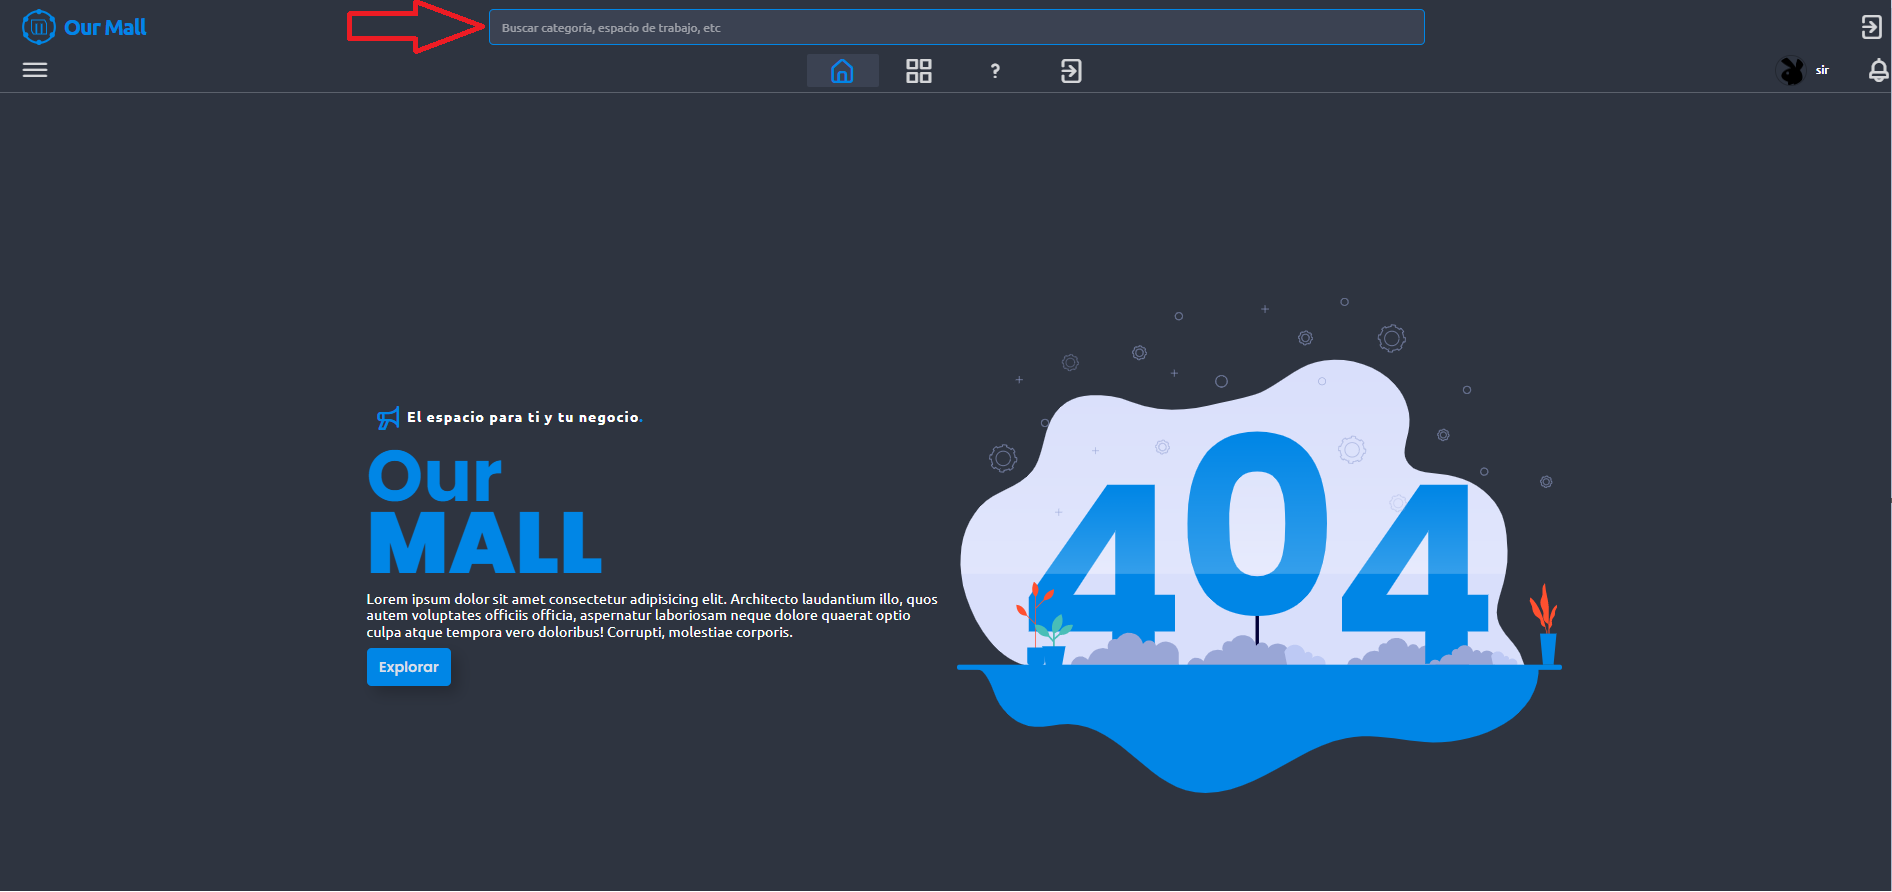 Our Mall
Buscar categoría, espacio de trabajo, etc
?
sir
El espacio para ti y tu negocio.
Our
MALL
Lorem ipsum dolor sit amet consectetur adipisicing elit. Architecto laudantium illo, quos
autem voluptates officiis officia, aspernatur laboriosam neque dolore quaerat optio
culpa atque tempora vero doloribus! Corrupti, molestiae corporis.
Explorar
404